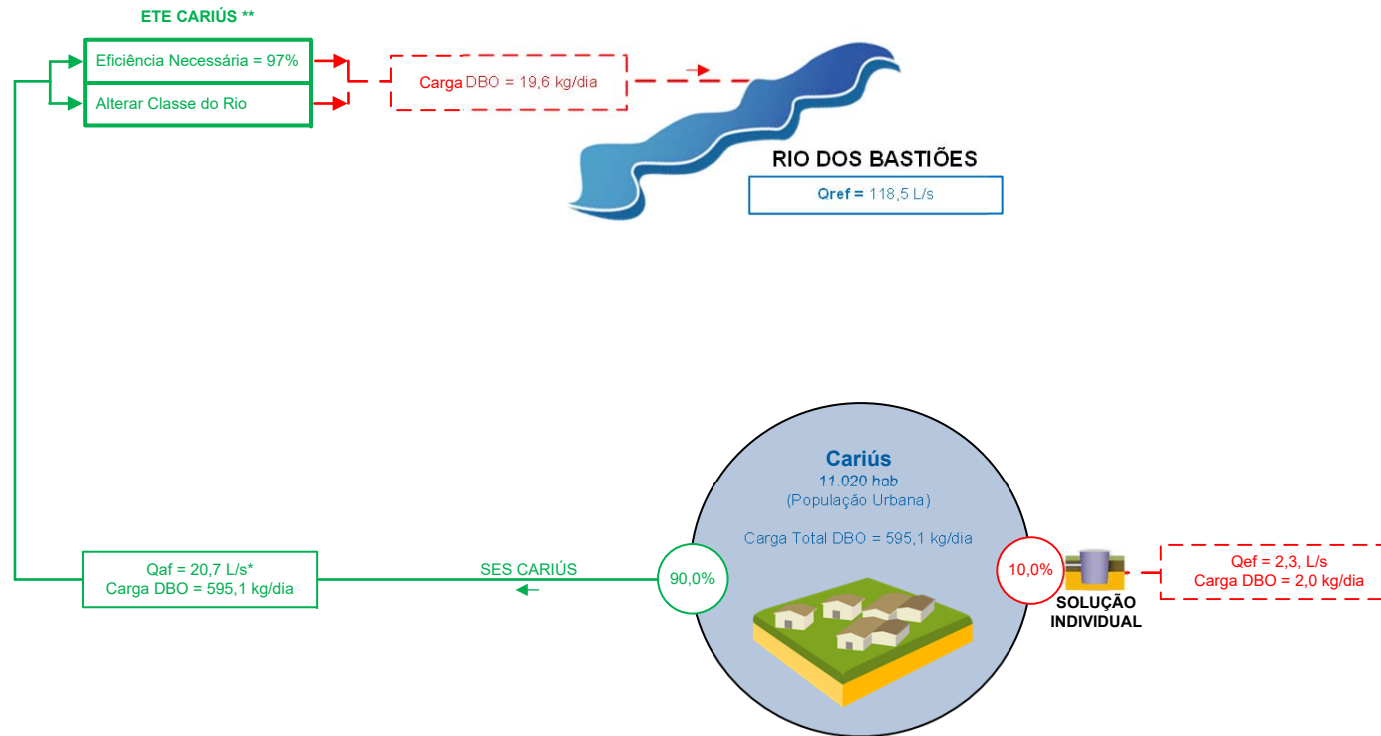 ETE CARIÚS **
Eficiência Necessária = 97%
Alterar Classe do Rio
Carga DBO = 19,6 kg/dia
RIO DOS BASTIÕES
Qref = 118,5 L/s
Cariús
11.020 hab
(População Urbana)
Carga Total DBO = 595,1 kg/dia
Qaf = 20,7 L/s*
Carga DBO = 595,1 kg/dia
SES CARIÚS
90,0%
10,0%
SOLUÇÃO
INDIVIDUAL
Qef = 2,3, L/s
Carga DBO = 2,0 kg/dia